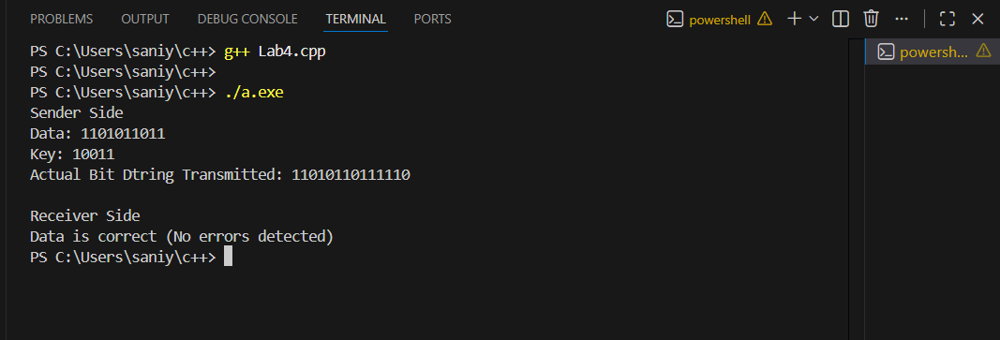 PROBLEMS OUTPUT DEBUG CONSOLE TERMINAL PORTS powershell
PS C:\Users\saniy\c++> g++ Lab4.cpp
powersh...
PS C:\Users\saniy\c++>
PS C:\Users\saniy\c++> ./a.exe
Sender Side
Data: 1101011011
Key: 10011
Actual Bit Dtring Transmitted: 11010110111110
Receiver Side
Data is correct (No errors detected)
PS C:\Users\saniy\c++>